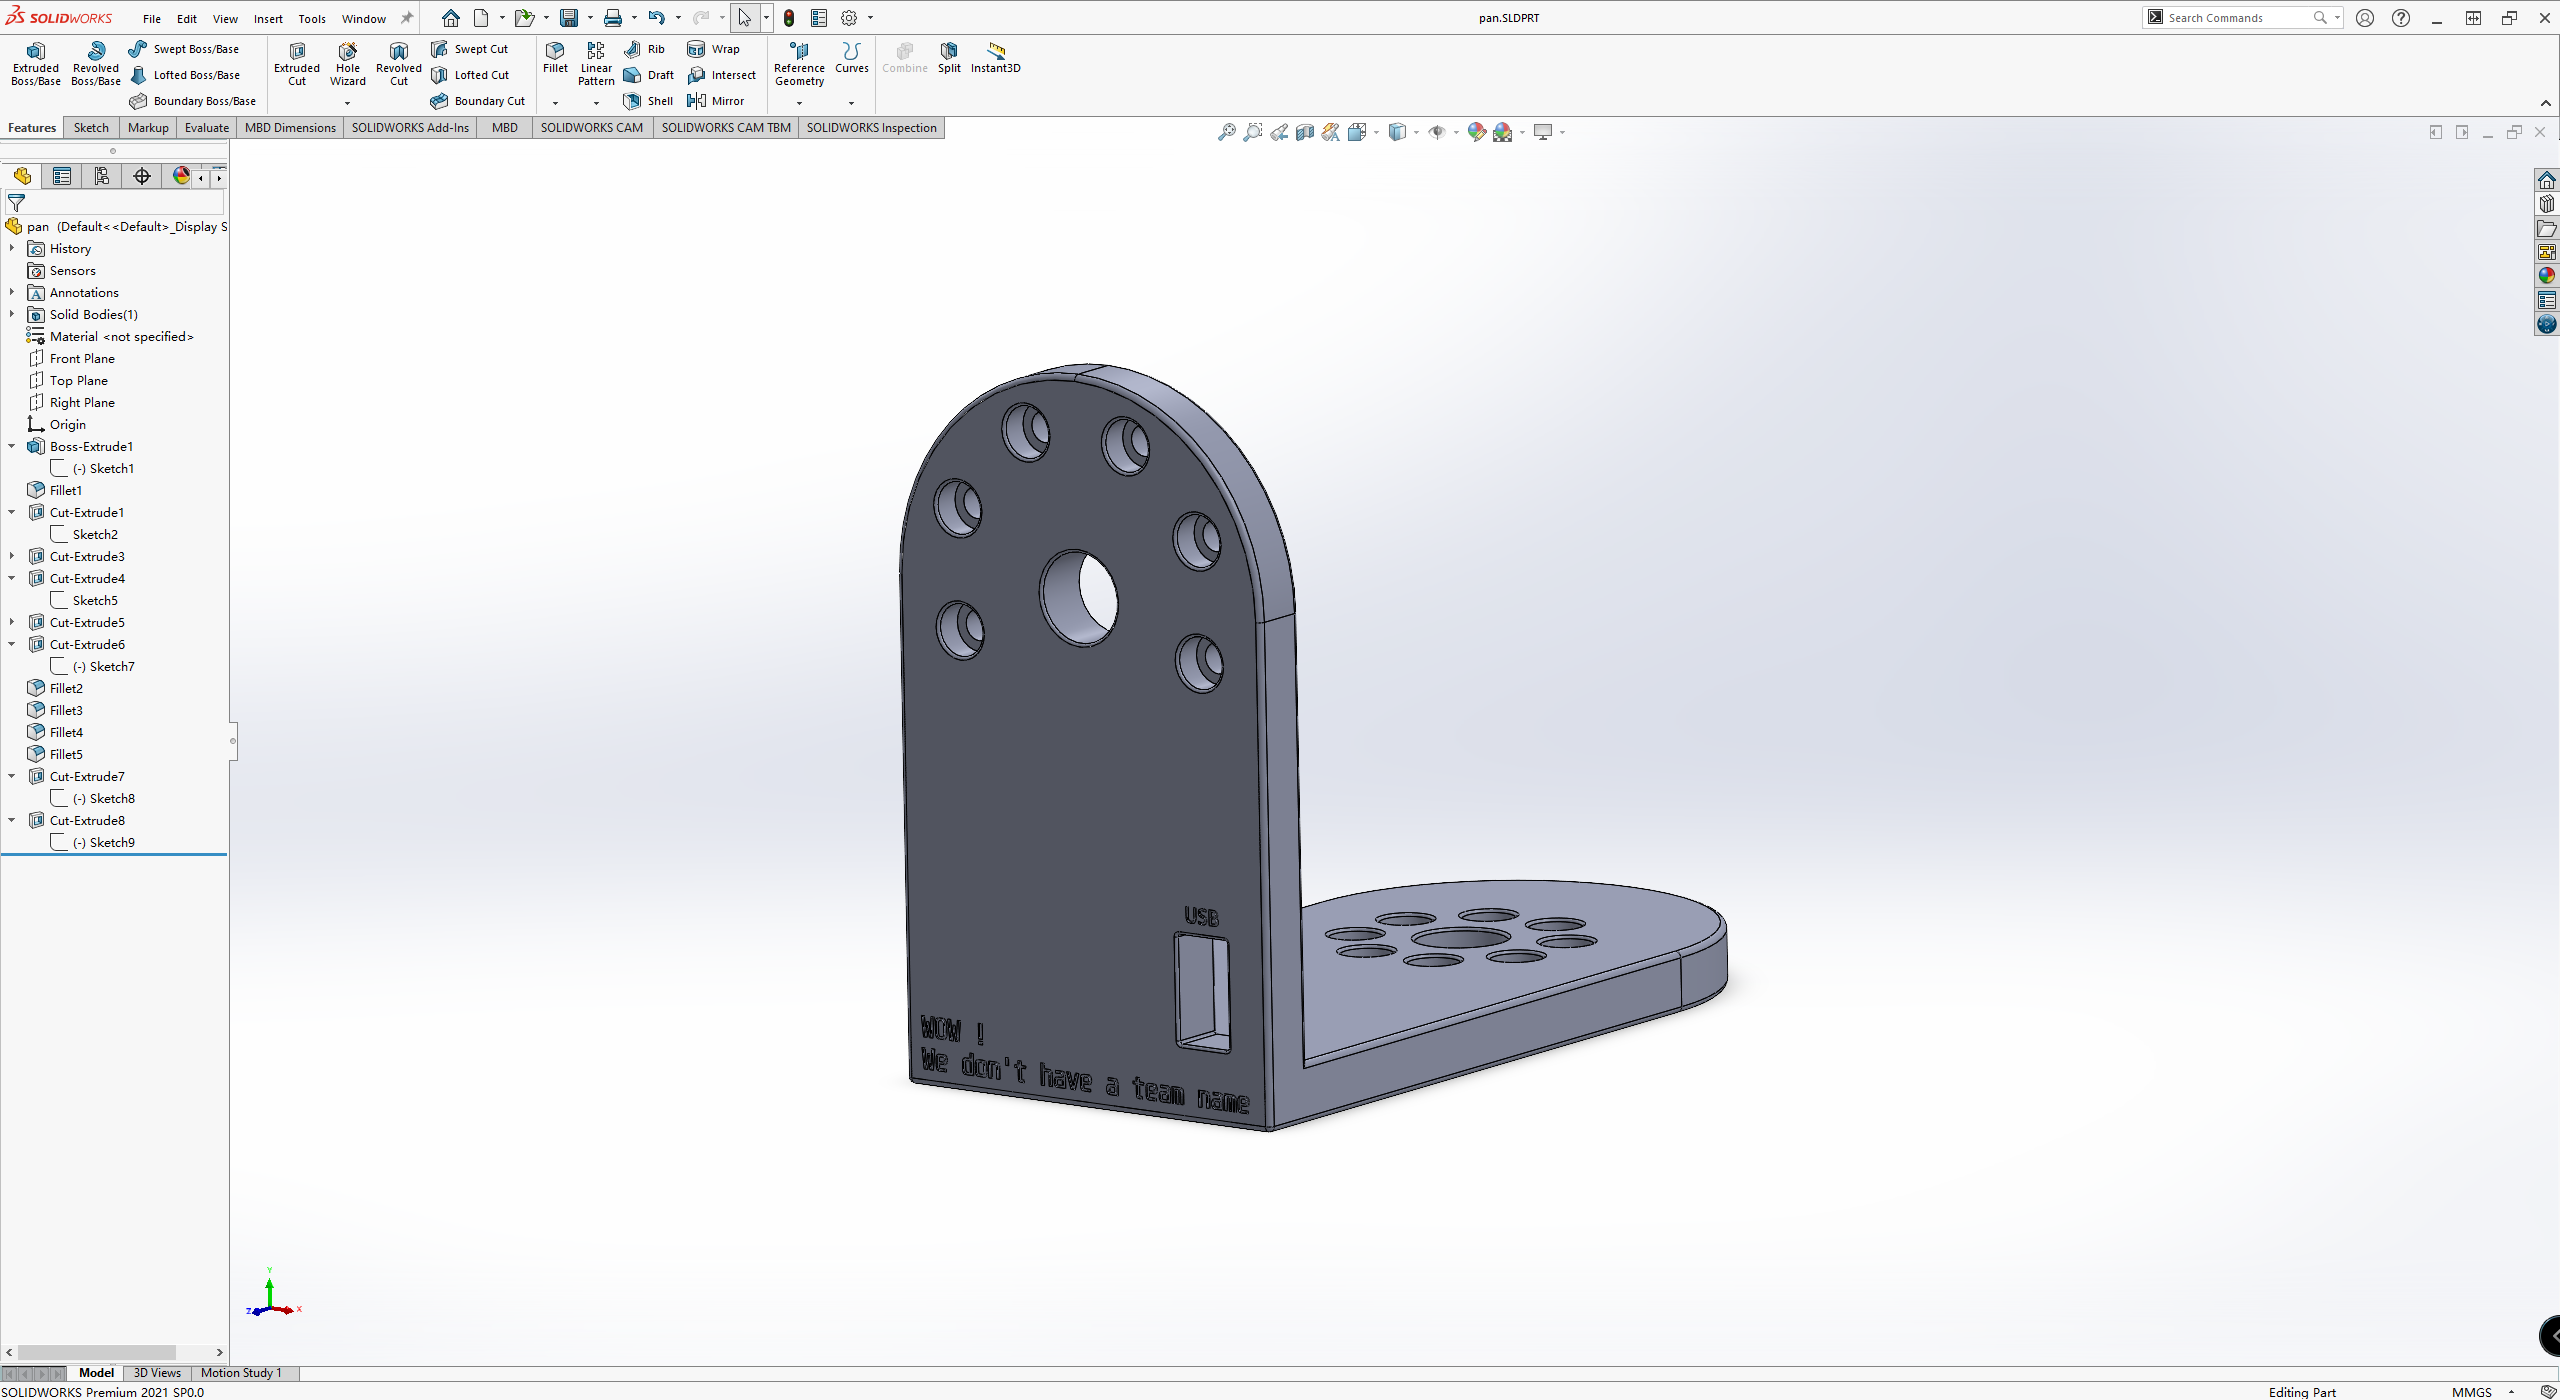 SOLIDWORKS File Edit View Insert Tools Window pan.SLDPRT Search Commands
Extruded Boss/Base
Revolved Boss/Base
Swept Boss/Base
Lofted Boss/Base
Boundary Boss/Base
Extruded Cut
Hole Wizard
Revolved Cut
Swept Cut
Lofted Cut
Boundary Cut
Fillet
Linear Pattern
Rib
Draft
Shell
Wrap
Intersect
Mirror
Reference Geometry
Curves
Combine
Split
Instant3D
Features Sketch Markup Evaluate MBD Dimensions SOLIDWORKS Add-Ins MBD SOLIDWORKS CAM SOLIDWORKS CAM TBM SOLIDWORKS Inspection
pan (Default<<Default>_Display S
History
Sensors
Annotations
Solid Bodies(1)
Material <not specified>
Front Plane
Top Plane
Right Plane
Origin
Boss-Extrude1
(-) Sketch1
Fillet1
Cut-Extrude1
Sketch2
Cut-Extrude3
Cut-Extrude4
Sketch5
Cut-Extrude5
Cut-Extrude6
(-) Sketch7
Fillet2
Fillet3
Fillet4
Fillet5
Cut-Extrude7
(-) Sketch8
Cut-Extrude8
(-) Sketch9
USB
WOW !
We don't have a team name
Y
Z X
Model 3D Views Motion Study 1
SOLIDWORKS Premium 2021 SP0.0 Editing Part MMGS